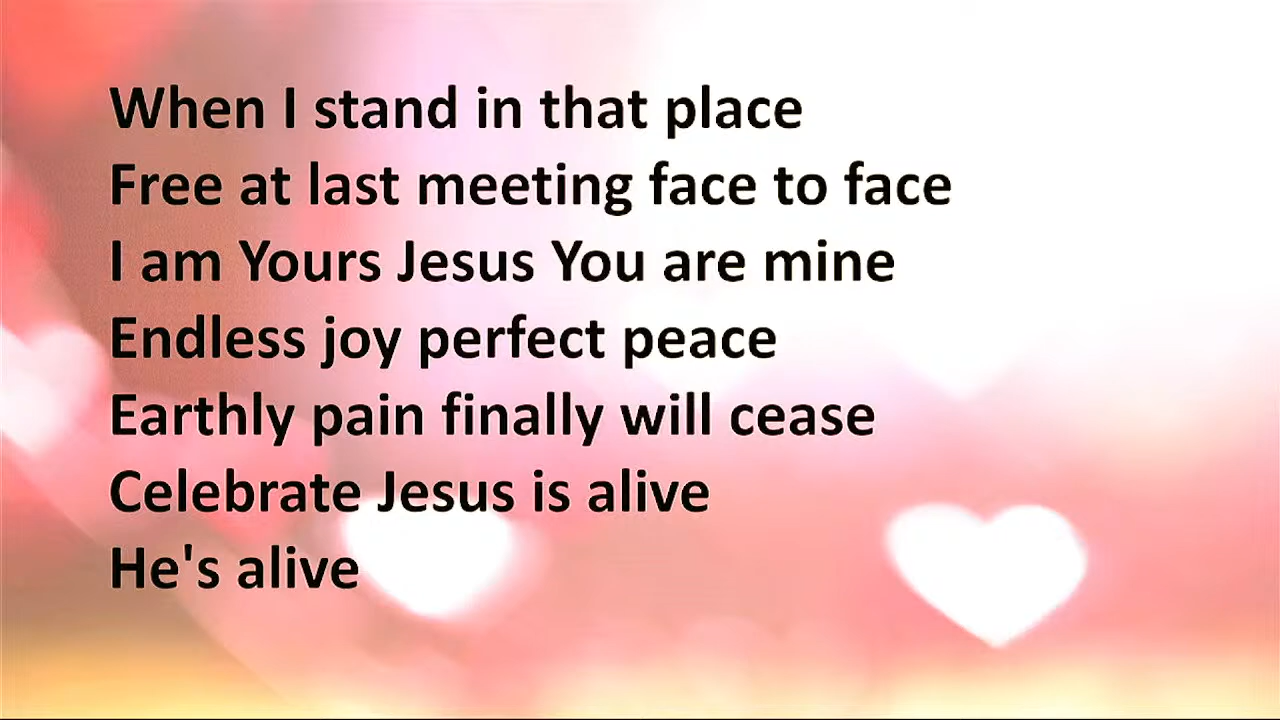 When I stand in that place
Free at last meeting face to face
I am Yours Jesus You are mine
Endless joy perfect peace
Earthly pain finally will cease
Celebrate Jesus is alive
He's alive